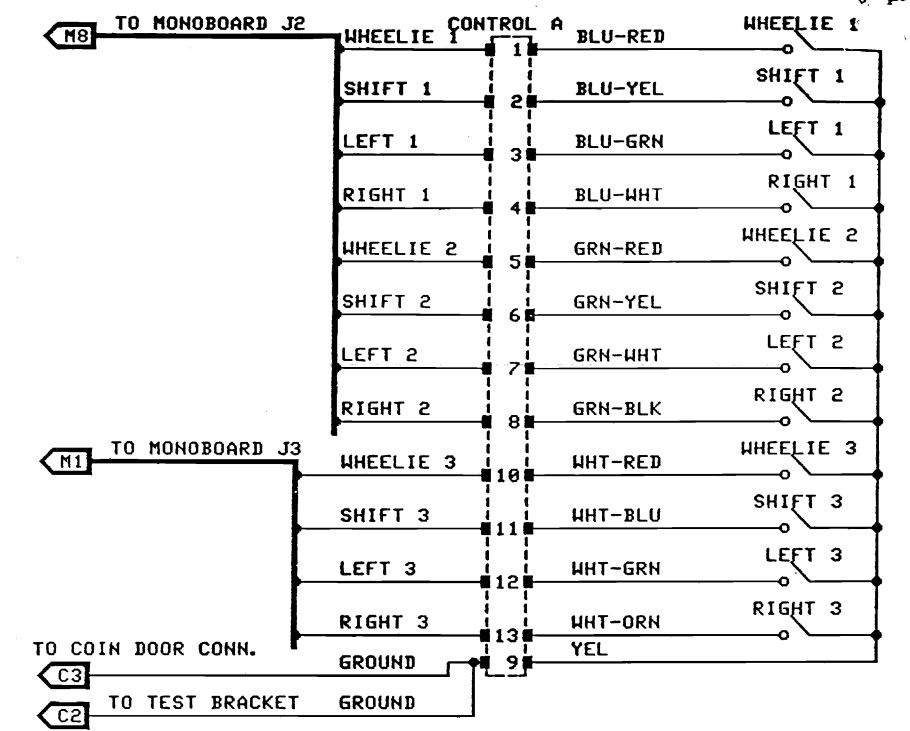 TO MONOBOARD J2 CONTROL A WHEELIE 1
M8 WHEELIE 1 1 BLU-RED
SHIFT 1 2 BLU-YEL SHIFT 1
LEFT 1 3 BLU-GRN LEFT 1
RIGHT 1 4 BLU-WHT RIGHT 1
WHEELIE 2 5 GRN-RED WHEELIE 2
SHIFT 2 6 GRN-YEL SHIFT 2
LEFT 2 7 GRN-WHT LEFT 2
RIGHT 2 8 GRN-BLK RIGHT 2
TO MONOBOARD J3
M1 WHEELIE 3 10 WHT-RED WHEELIE 3
SHIFT 3 11 WHT-BLU SHIFT 3
LEFT 3 12 WHT-GRN LEFT 3
RIGHT 3 13 WHT-ORN RIGHT 3
TO COIN DOOR CONN. GROUND 9 YEL
C3
TO TEST BRACKET GROUND
C2